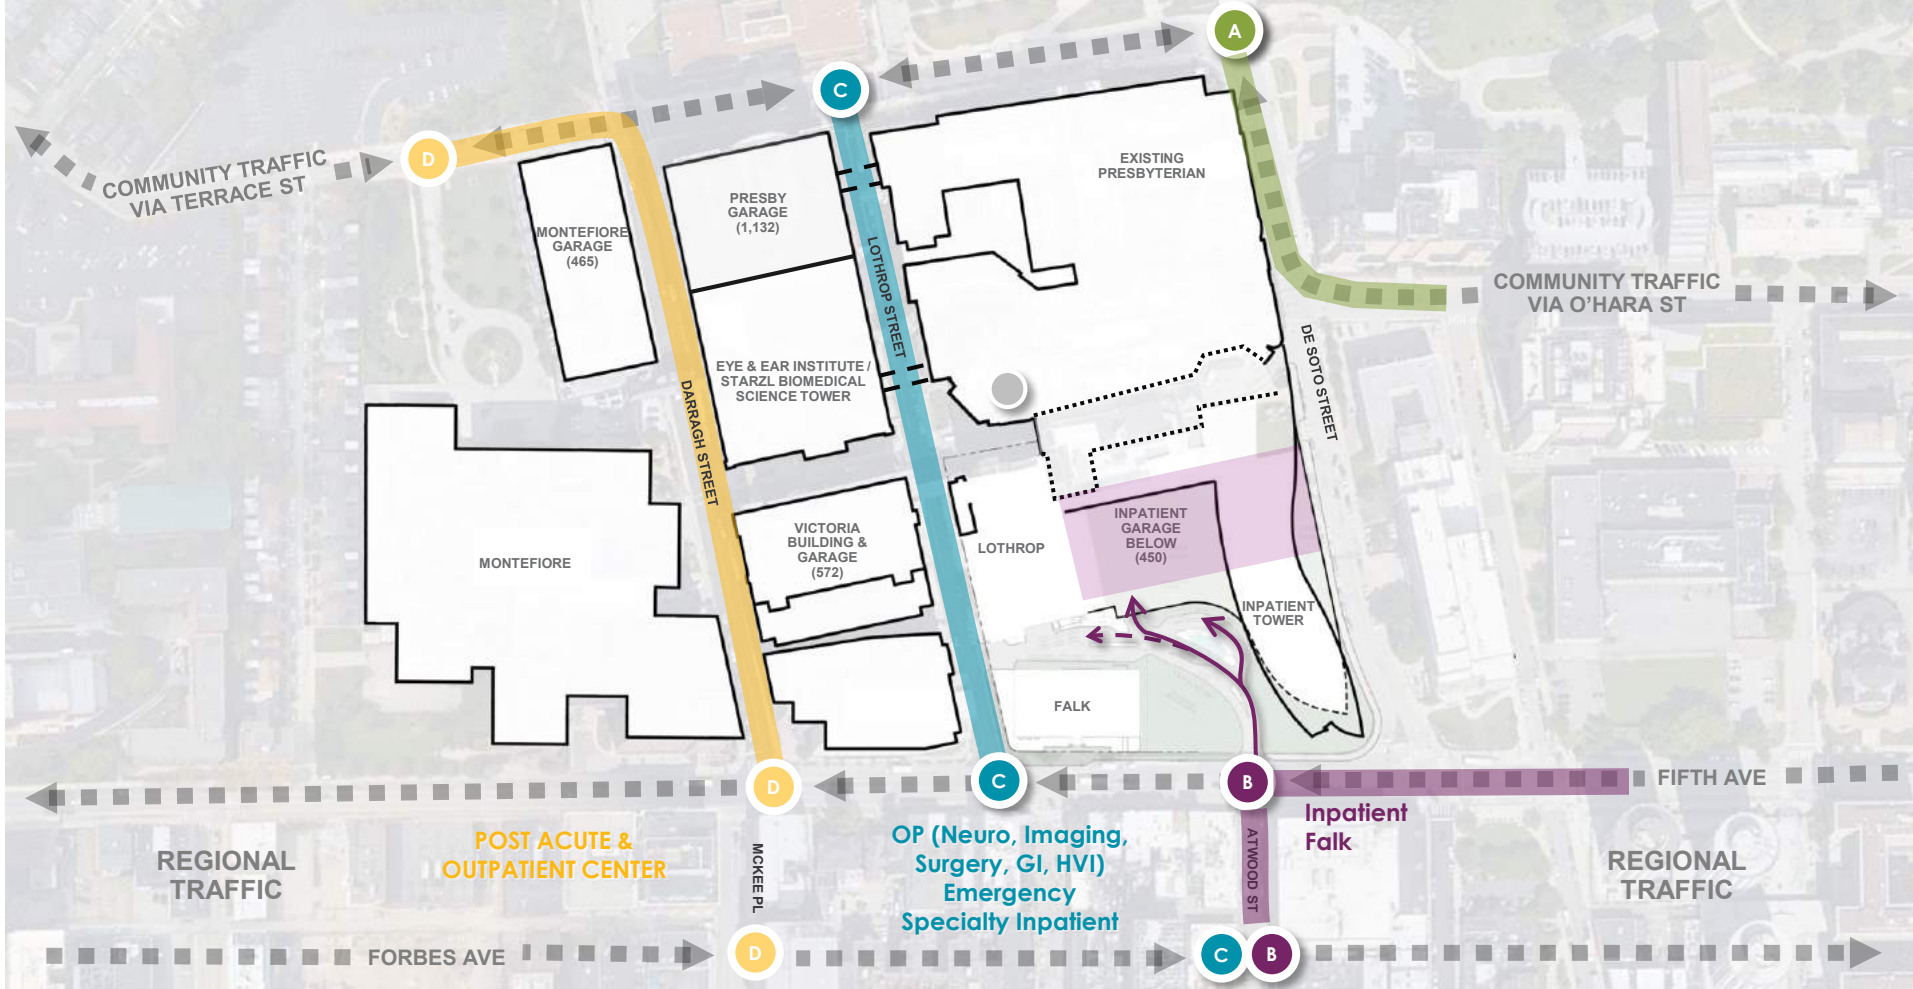 A
C
D
COMMUNITY TRAFFIC
VIA TERRACE ST
EXISTING
PRESBYTERIAN
PRESBY
GARAGE
(1,132)
MONTEFIORE
GARAGE
(465)
LOTHROP STREET
COMMUNITY TRAFFIC
VIA O'HARA ST
DE SOTO STREET
EYE & EAR INSTITUTE /
STARZL BIOMEDICAL
SCIENCE TOWER
DARRAGH STREET
MONTEFIORE
VICTORIA
BUILDING &
GARAGE
(572)
LOTHROP
INPATIENT
GARAGE
BELOW
(450)
INPATIENT
TOWER
FALK
D
C
B
FIFTH AVE
Inpatient
Falk
POST ACUTE &
OUTPATIENT CENTER
OP (Neuro, Imaging,
Surgery, GI, HVI)
Emergency
Specialty Inpatient
REGIONAL
TRAFFIC
MCKEE PL
ATWOOD ST
REGIONAL
TRAFFIC
FORBES AVE
D
C
B